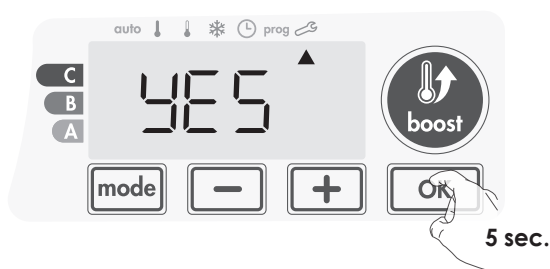 auto prog
C
B
A
YES
boost
mode - + OK
5 sec.